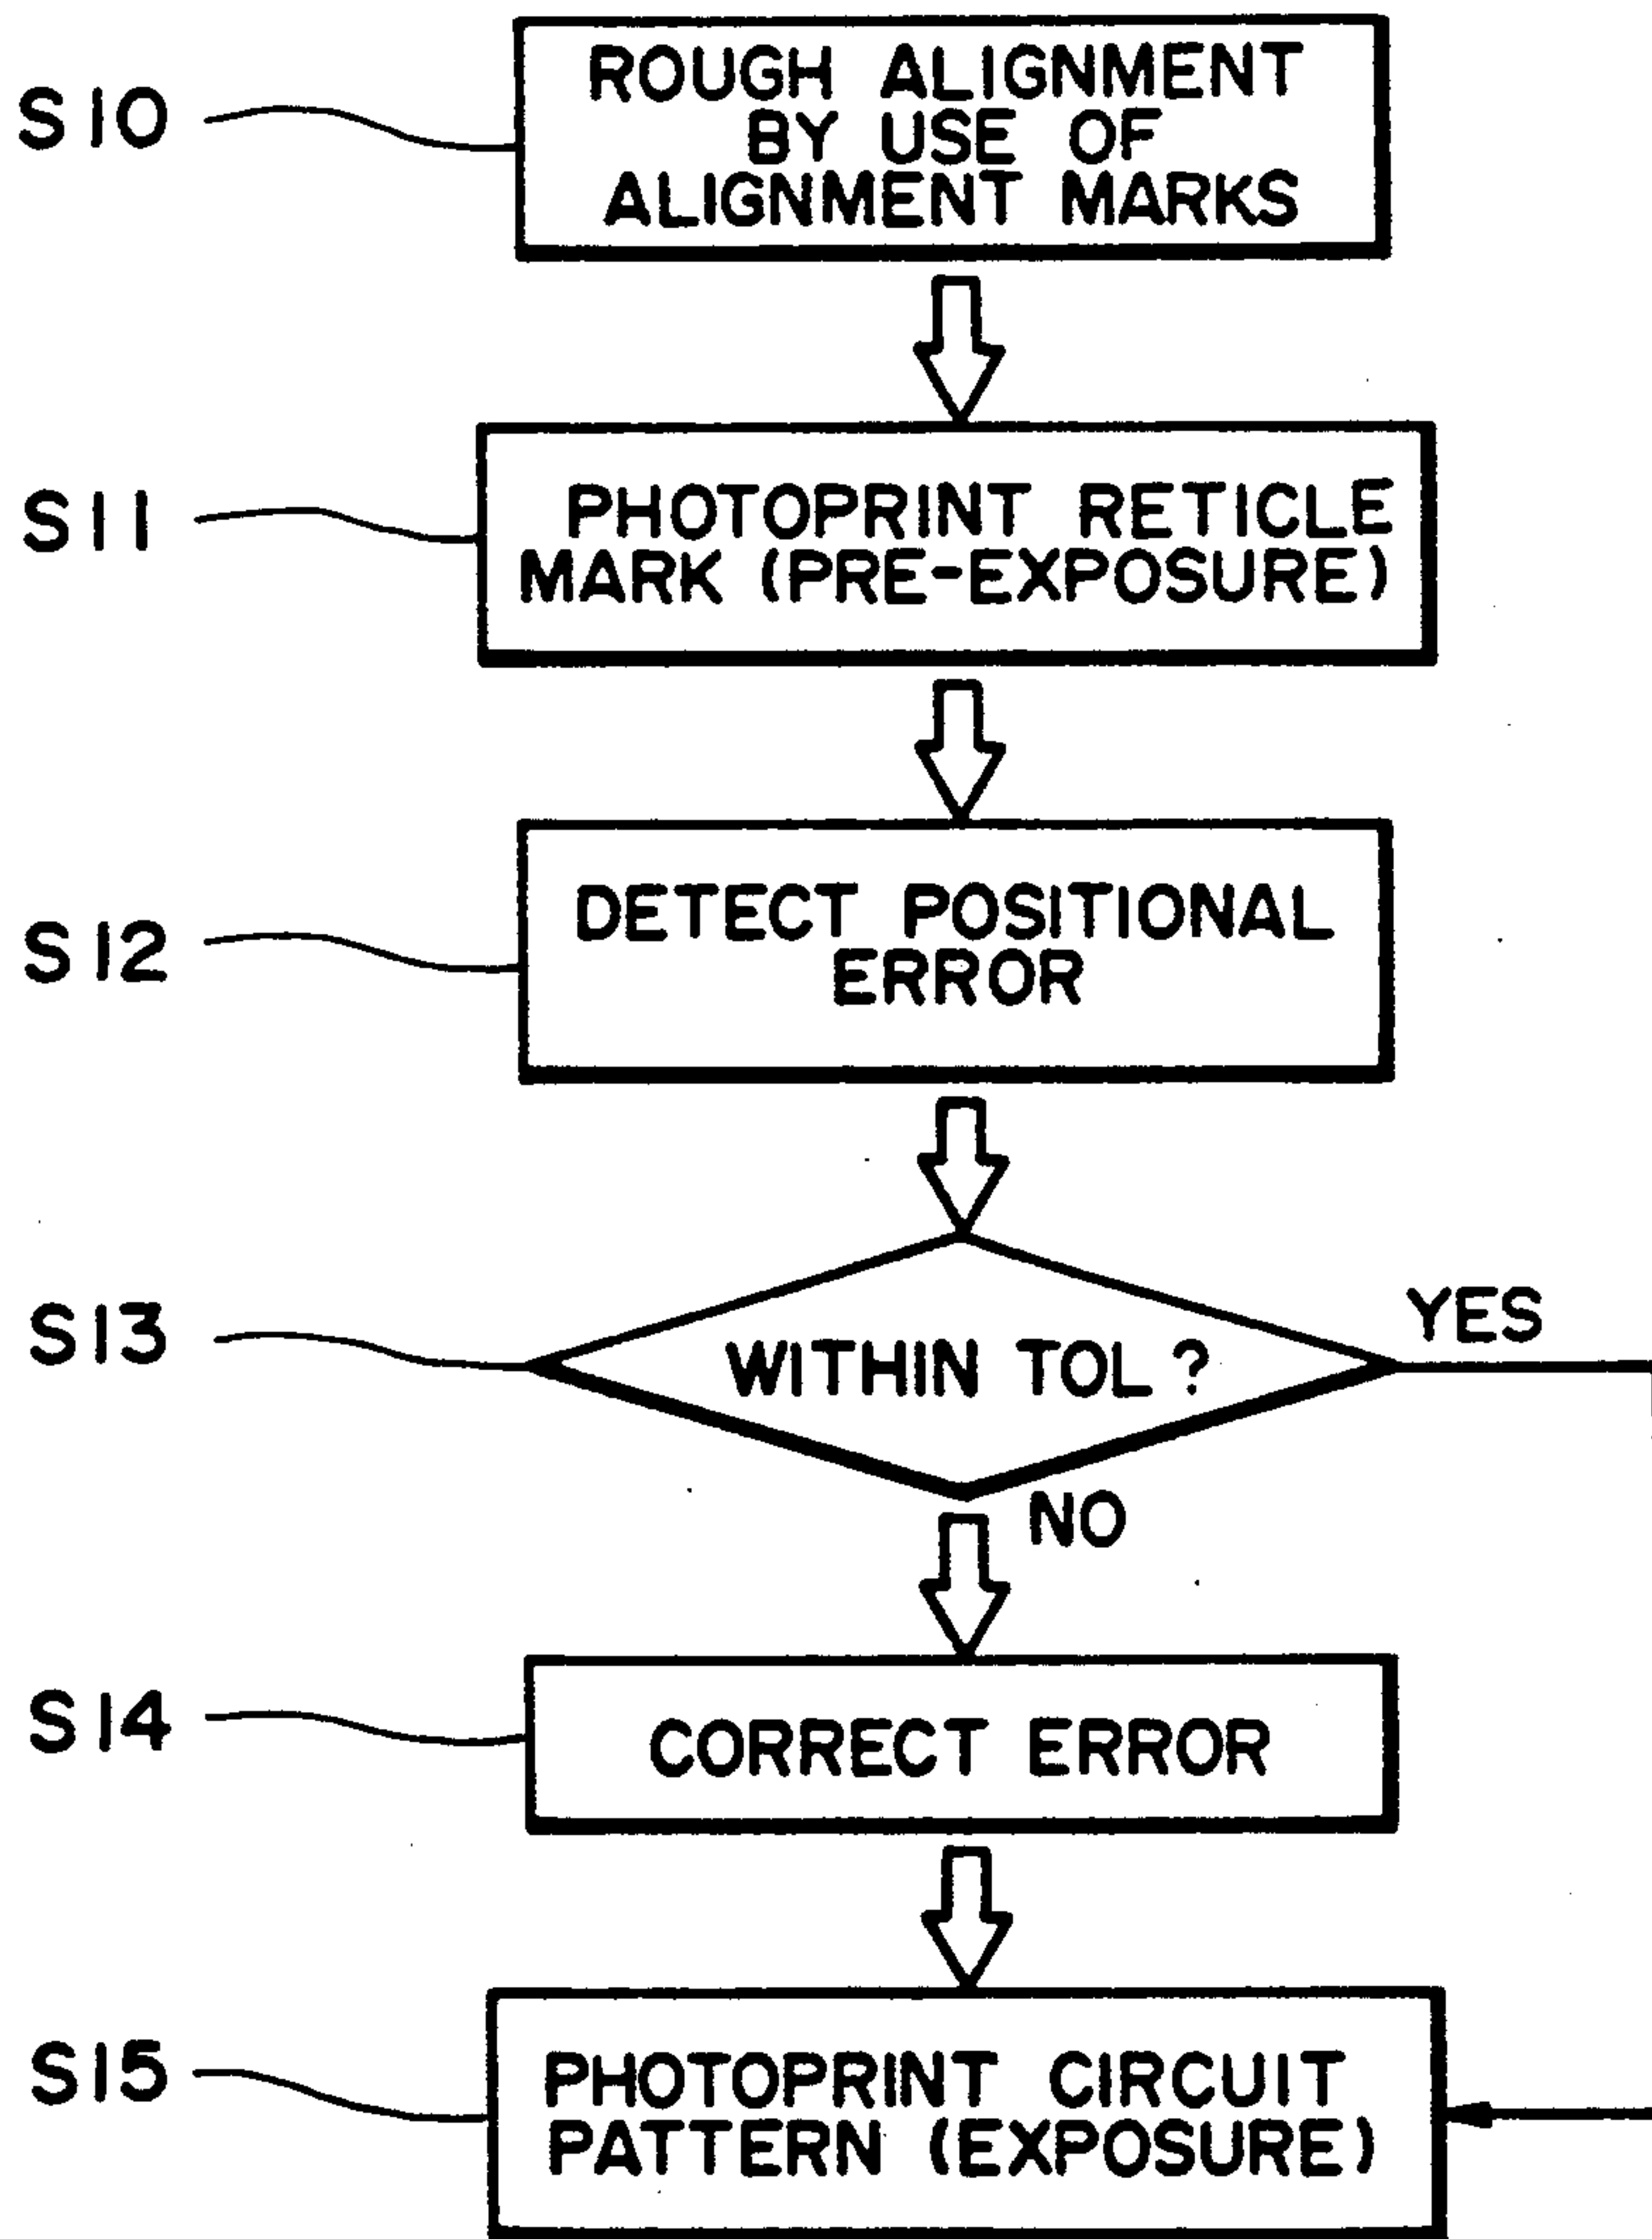 S10
ROUGH ALIGNMENT
BY USE OF
ALIGNMENT MARKS
S11
PHOTOPRINT RETICLE
MARK (PRE-EXPOSURE)
S12
DETECT POSITIONAL
ERROR
S13
WITHIN TOL ?
YES
NO
S14
CORRECT ERROR
S15
PHOTOPRINT CIRCUIT
PATTERN (EXPOSURE)